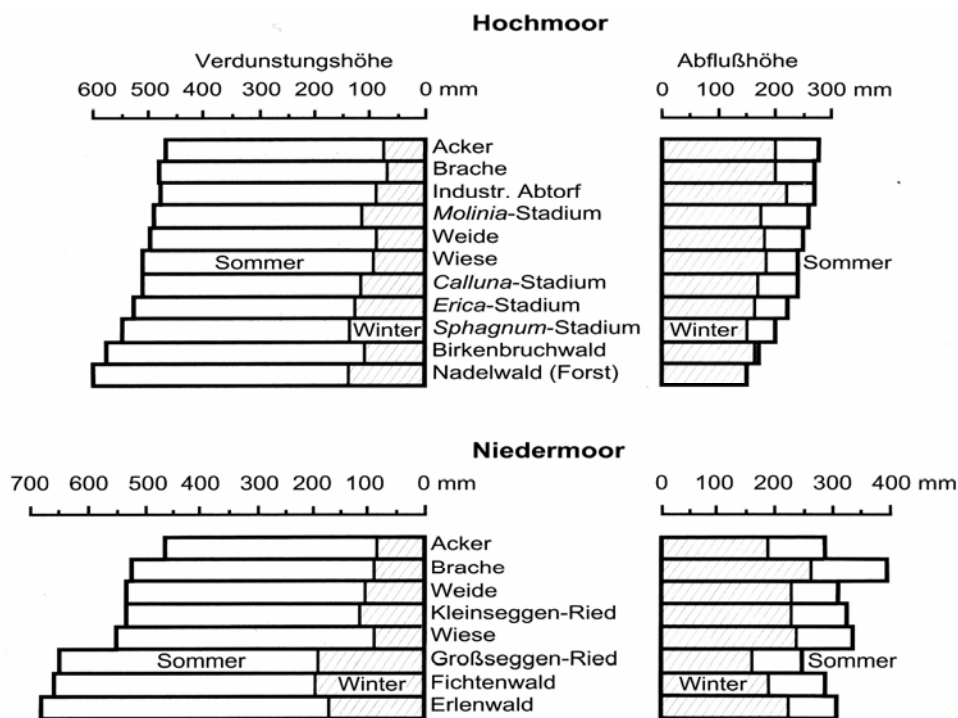 Hochmoor
Verdunstungshöhe Abflußhöhe
600 500 400 300 200 100 0 mm 0 100 200 300 mm
Acker
Brache
Industr. Abtorf
Molinia-Stadium
Weide
Sommer Wiese Sommer
Calluna-Stadium
Erica-Stadium
Winter Sphagnum-Stadium Winter
Birkenbruchwald
Nadelwald (Forst)
Niedermoor
700 600 500 400 300 200 100 0 mm 0 100 200 300 400 mm
Acker
Brache
Weide
Kleinseggen-Ried
Wiese
Sommer Großseggen-Ried Sommer
Winter Fichtenwald Winter
Erlenwald